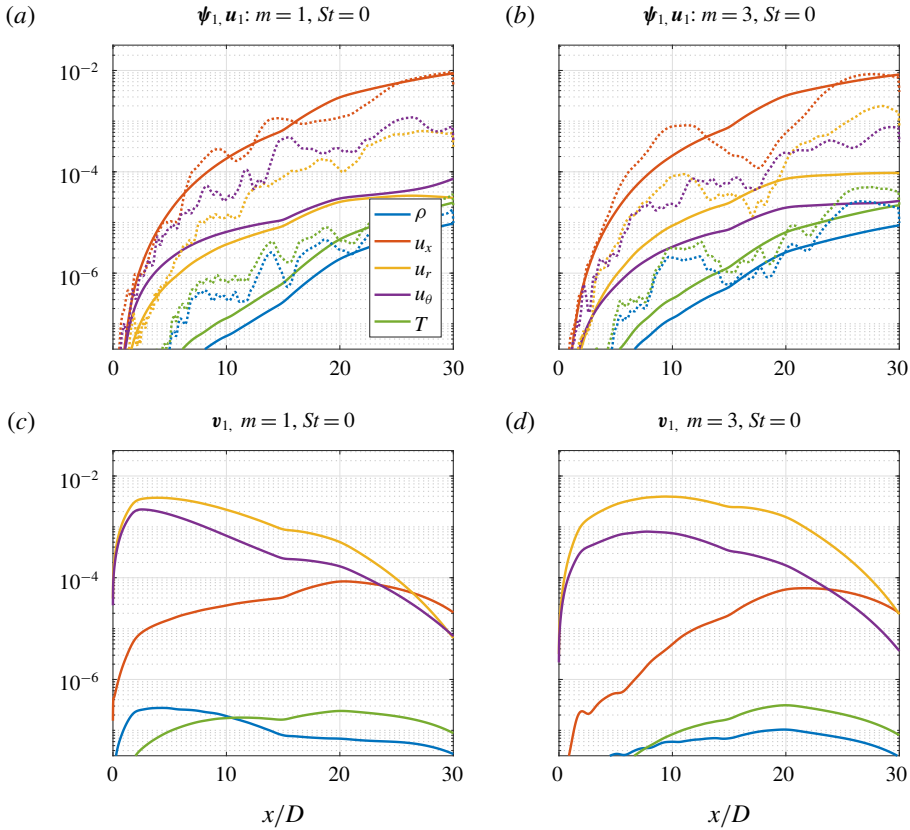 (a) ψ₁, u₁: m = 1, St = 0
(b) ψ₁, u₁: m = 3, St = 0
10⁻²
10⁻⁴
10⁻⁶
ρ
uₓ
uᵣ
u_θ
T
0 10 20 30
0 10 20 30
(c) v₁, m = 1, St = 0
(d) v₁, m = 3, St = 0
10⁻²
10⁻⁴
10⁻⁶
0 10 20 30
0 10 20 30
x/D
x/D